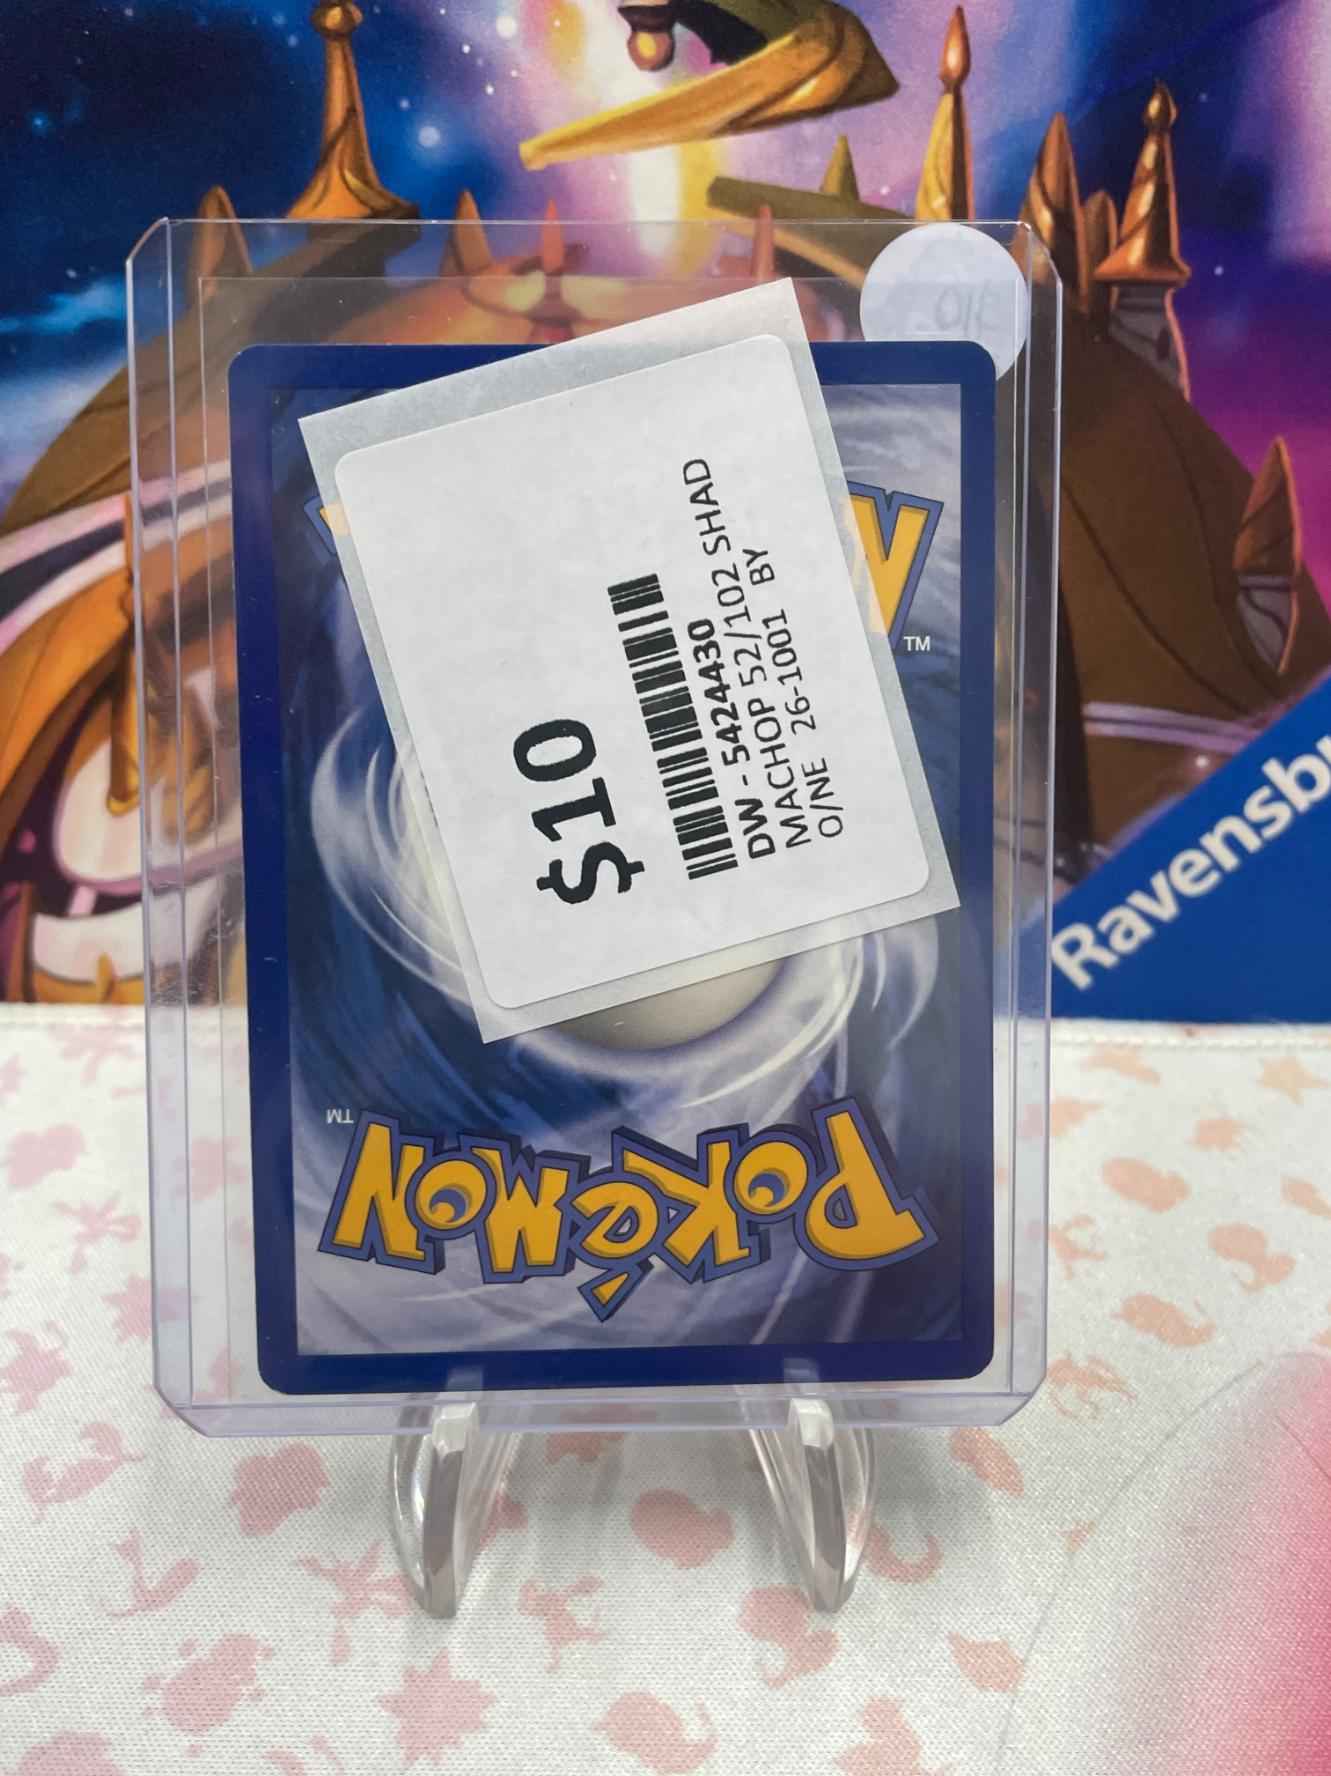 $10
DW - 5424430
MACHOP 52/102 SHAD
O/NE 26-1001 BY
TM
POKéMON
TM
Ravensb